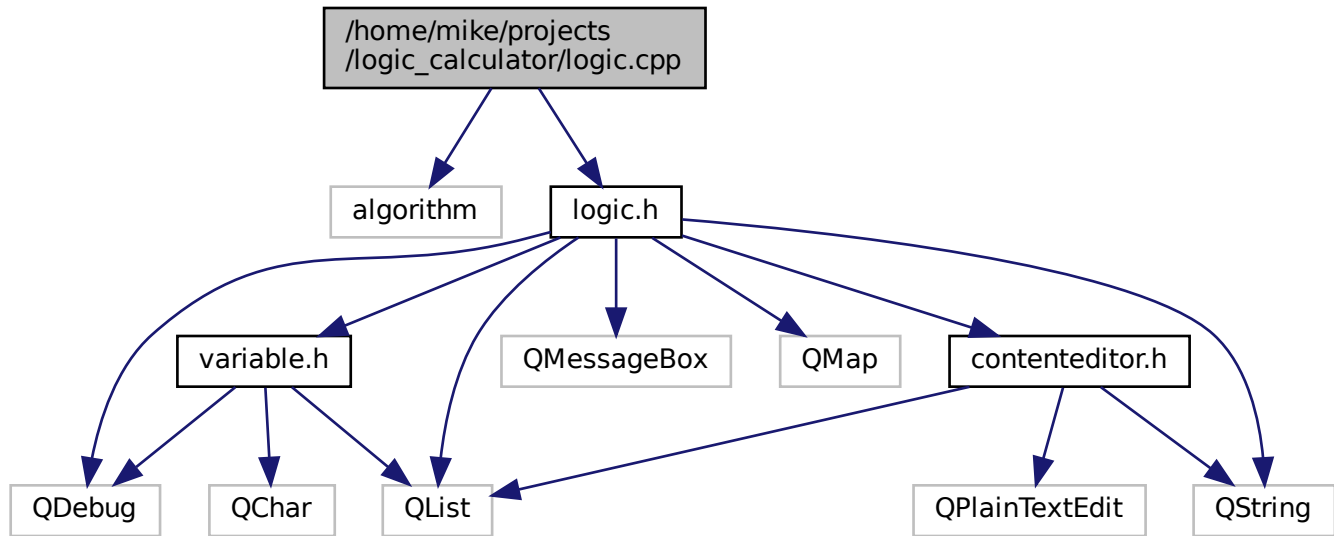 /home/mike/projects
/logic_calculator/logic.cpp
algorithm
logic.h
variable.h
QMessageBox
QMap
contenteditor.h
QDebug
QChar
QList
QPlainTextEdit
QString